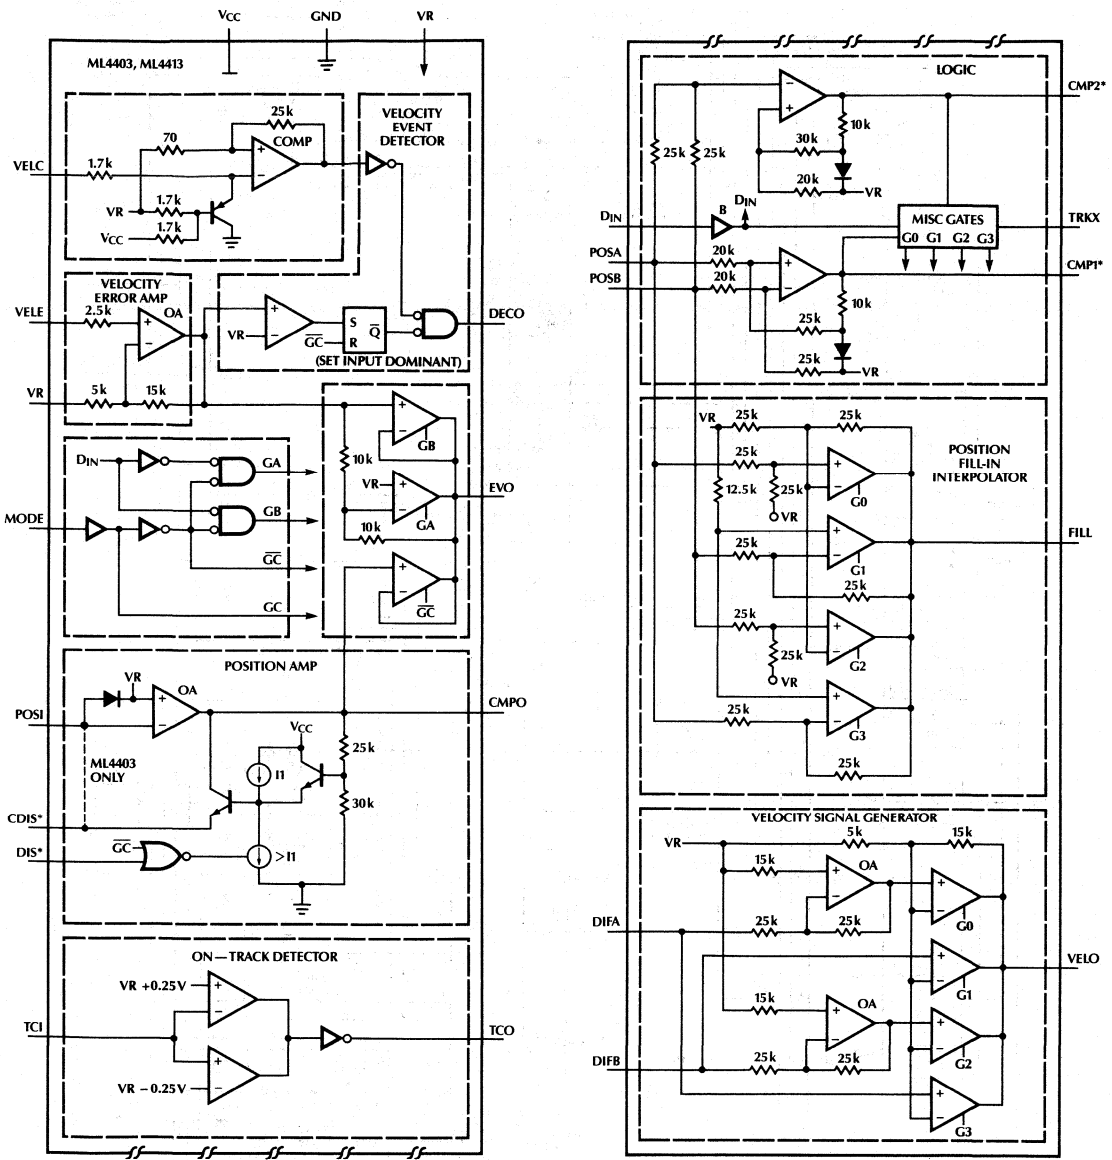 VCC GND VR
ML4403, ML4413
VELOCITY
EVENT
DETECTOR
25k
COMP
70
+
−
VELC
1.7k
VR
1.7k
1.7k
VCC
VELOCITY
ERROR AMP
VELE
2.5k
OA
+
−
VR
5k
15k
+
VR −
GC
S
R
Q
DECO
(SET INPUT DOMINANT)
DIN
GA
MODE
GB
GC
GC
+
−
GB
10k
VR +
−
GA
EVO
10k
+
−
GC
POSITION AMP
VR
OA
+
−
POSI
CMPO
ML4403
ONLY
VCC
I1
25k
30k
CDIS*
DIS*
GC
>I1
ON—TRACK DETECTOR
VR +0.25V
+
−
TCI
TCO
+
−
VR −0.25V
LOGIC
−
+
CMP2*
10k
30k
25k
25k
20k
VR
DIN
B
DIN
MISC GATES
G0 G1 G2 G3
TRKX
POSA
20k
+
POSB
20k
−
CMP1*
10k
25k
25k
VR
VR
25k
25k
POSITION
FILL-IN
INTERPOLATOR
25k
+
−
G0
12.5k
25k
VR
+
−
G1
25k
FILL
25k
25k
+
−
G2
25k
VR
+
−
G3
25k
25k
VELOCITY SIGNAL GENERATOR
VR
5k
15k
15k
OA
+
−
+
−
G0
DIFA
25k
25k
+
−
G1
VELO
15k
OA
+
−
+
−
G2
DIFB
25k
25k
+
−
G3